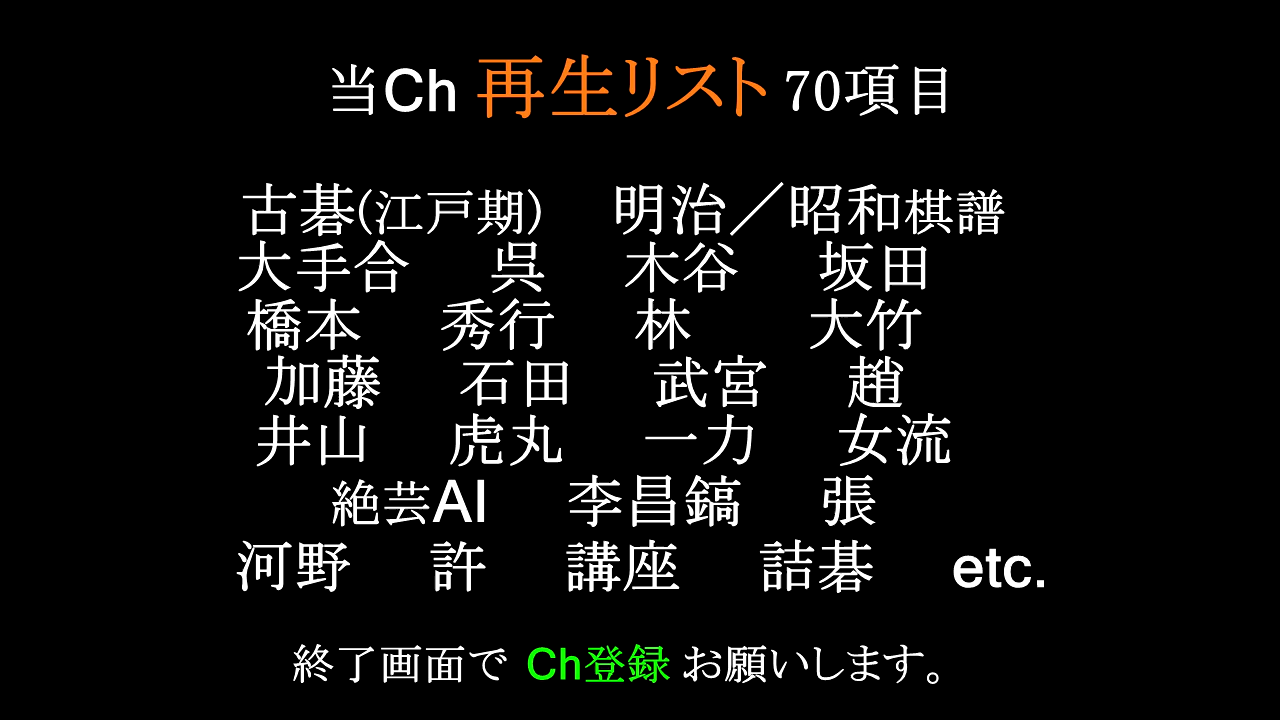 当Ch 再生リスト 70項目
古碁(江戸期) 明治／昭和棋譜
大手合 呉 木谷 坂田
橋本 秀行 林 大竹
加藤 石田 武宮 趙
井山 虎丸 一力 女流
絶芸AI 李昌鎬 張
河野 許 講座 詰碁 etc.
終了画面で Ch登録 お願いします。